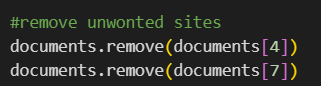 #remove unwonted sites
documents.remove(documents[4])
documents.remove(documents[7])